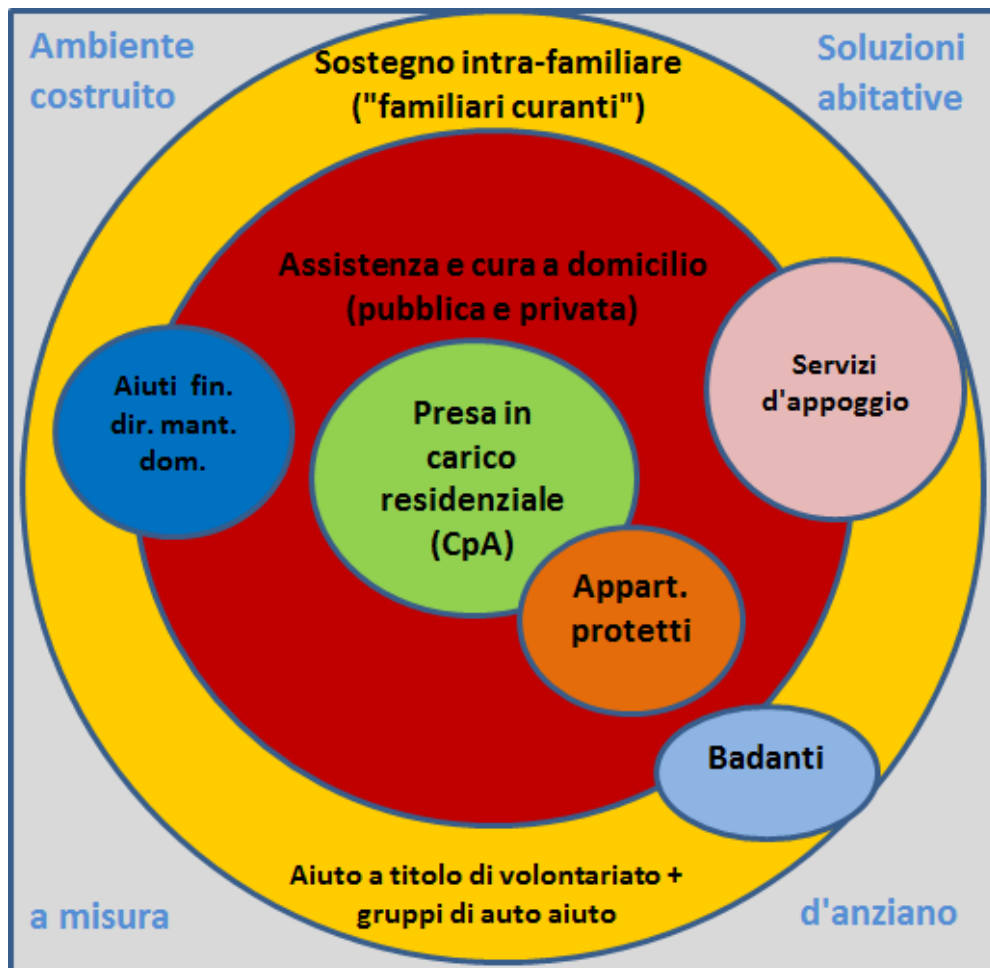 Ambiente
costruito
Soluzioni
abitative
Sostegno intra-familiare
("familiari curanti")
Assistenza e cura a domicilio
(pubblica e privata)
Aiuti fin.
dir. mant.
dom.
Presa in
carico
residenziale
(CpA)
Servizi
d'appoggio
Appart.
protetti
Badanti
Aiuto a titolo di volontariato +
gruppi di auto aiuto
a misura
d'anziano